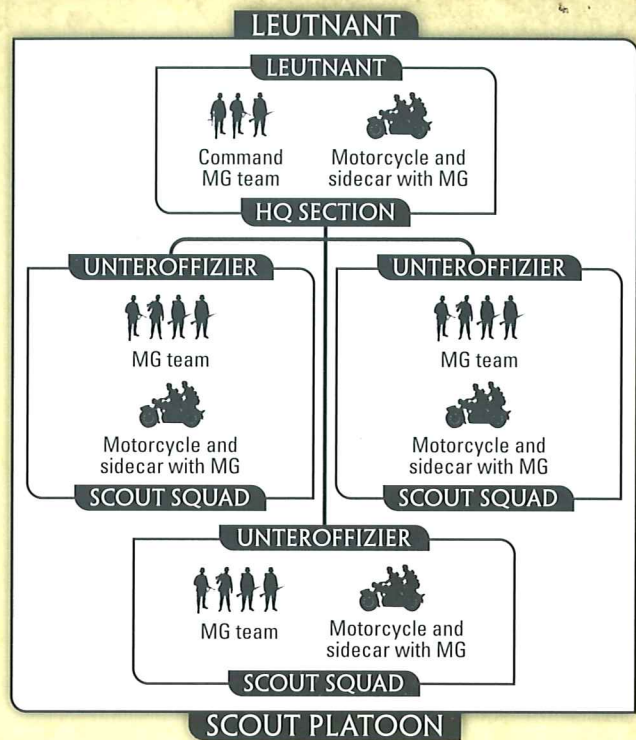 LEUTNANT
LEUTNANT
Command
MG team
Motorcycle and
sidecar with MG
HQ SECTION
UNTEROFFIZIER
MG team
Motorcycle and
sidecar with MG
SCOUT SQUAD
UNTEROFFIZIER
MG team
Motorcycle and
sidecar with MG
SCOUT SQUAD
UNTEROFFIZIER
MG team
Motorcycle and
sidecar with MG
SCOUT SQUAD
SCOUT PLATOON